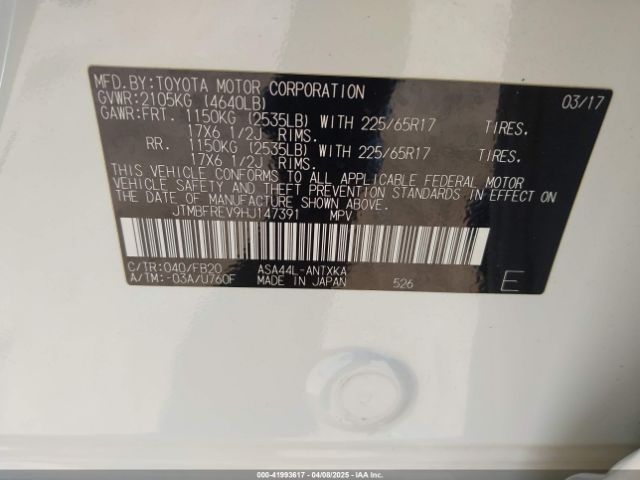 MFD.BY:TOYOTA MOTOR CORPORATION 03/17
GVWR:2105KG (4640LB)
GAWR:FRT. 1150KG (2535LB) WITH 225/65R17 TIRES,
17X6 1/2J RIMS.
RR. 1150KG (2535LB) WITH 225/65R17 TIRES,
17X6 1/2J RIMS.
THIS VEHICLE CONFORMS TO ALL APPLICABLE FEDERAL MOTOR
VEHICLE SAFETY AND THEFT PREVENTION STANDARDS IN EFFECT ON
THE DATE OF MANUFACTURE SHOWN ABOVE.
JTMBFREV9HJ147391 MPV
C/TR:040/FB20 ASA44L-ANTXKA
A/TM:-03A/U760F MADE IN JAPAN 526 E
000-41993617 - 04/08/2025 - Copyright © IAA, Inc.